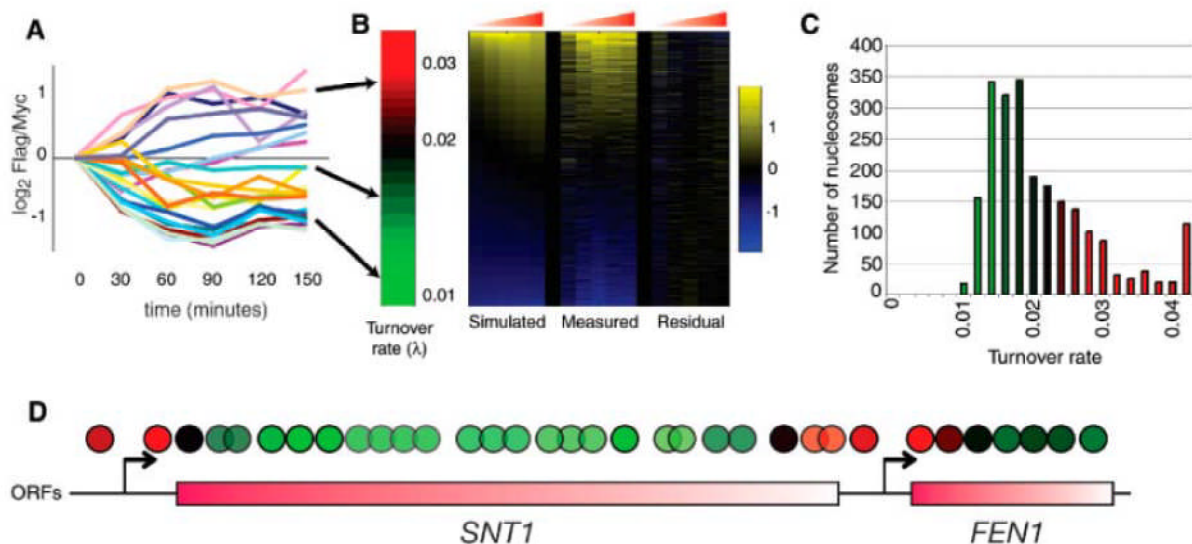 A
log2 Flag/Myc
1
0
-1
0 30 60 90 120 150
time (minutes)
B
0.03
0.02
0.01
Turnover
rate (λ)
Simulated Measured Residual
1
0
-1
C
Number of nucleosomes
400
350
300
250
200
150
100
50
0
0 0.01 0.02 0.03 0.04
Turnover rate
D
ORFs
SNT1 FEN1